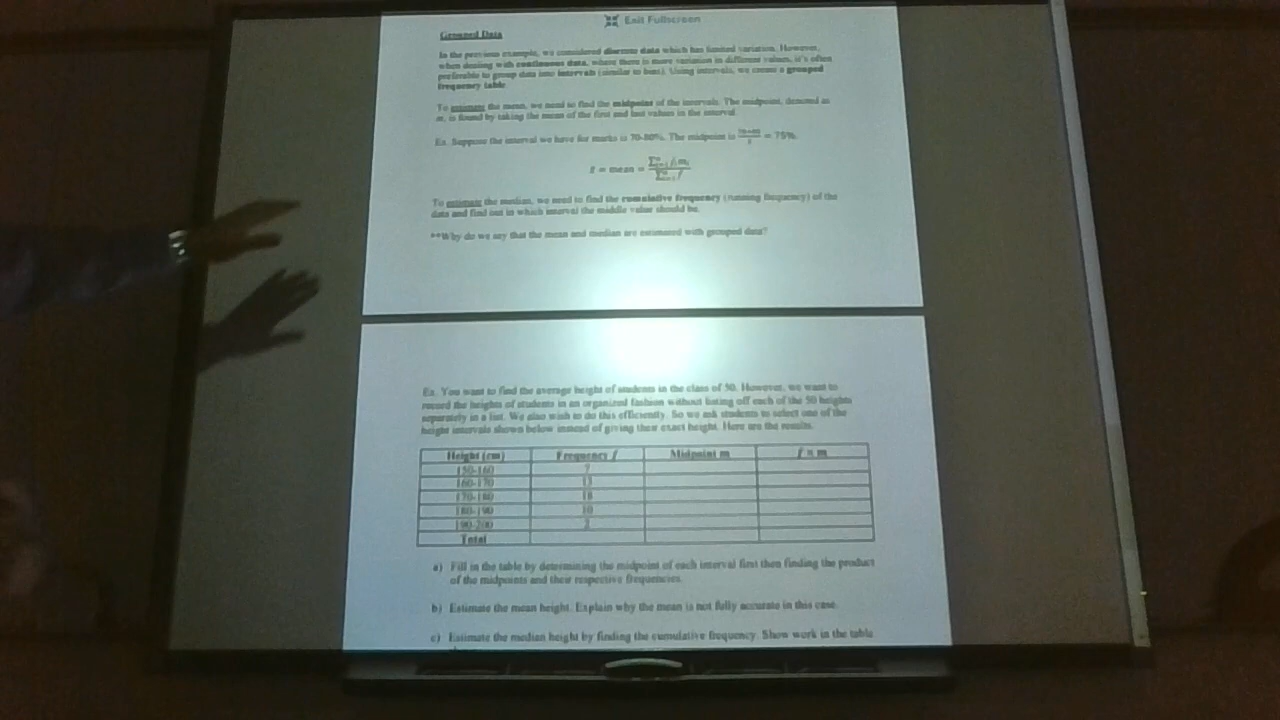 Exit Fullscreen
Grouped Data
In the previous example, we considered discrete data which has limited variation. However,
when dealing with continuous data, where there is more variation in different values, it's often
preferable to group data into intervals (similar to bins). Using intervals, we create a grouped
frequency table.
To estimate the mean, we need to find the midpoint of the intervals. The midpoint, denoted as
m, is found by taking the mean of the first and last values in the interval.
Ex. Suppose the interval we have for marks is 70-80%. The midpoint is 70+80/2 = 75%.
= mean =
To estimate the median, we need to find the cumulative frequency (running frequency) of the
data and find out in which interval the middle value should be.
**Why do we say that the mean and median are estimated with grouped data?
Ex. You want to find the average height of students in the class of 50. However, we want to
record the heights of students in an organized fashion without listing off each of the 50 heights
separately in a list. We also wish to do this efficiently. So we ask students to select one of the
height intervals shown below instead of giving their exact height. Here are the results.
Height (cm) Frequency f Midpoint m f × m
150-160 7
160-170 13
170-180 18
180-190 10
190-200 2
Total
a) Fill in the table by determining the midpoint of each interval first then finding the product
of the midpoints and their respective frequencies.
b) Estimate the mean height. Explain why the mean is not fully accurate in this case.
c) Estimate the median height by finding the cumulative frequency. Show work in the table